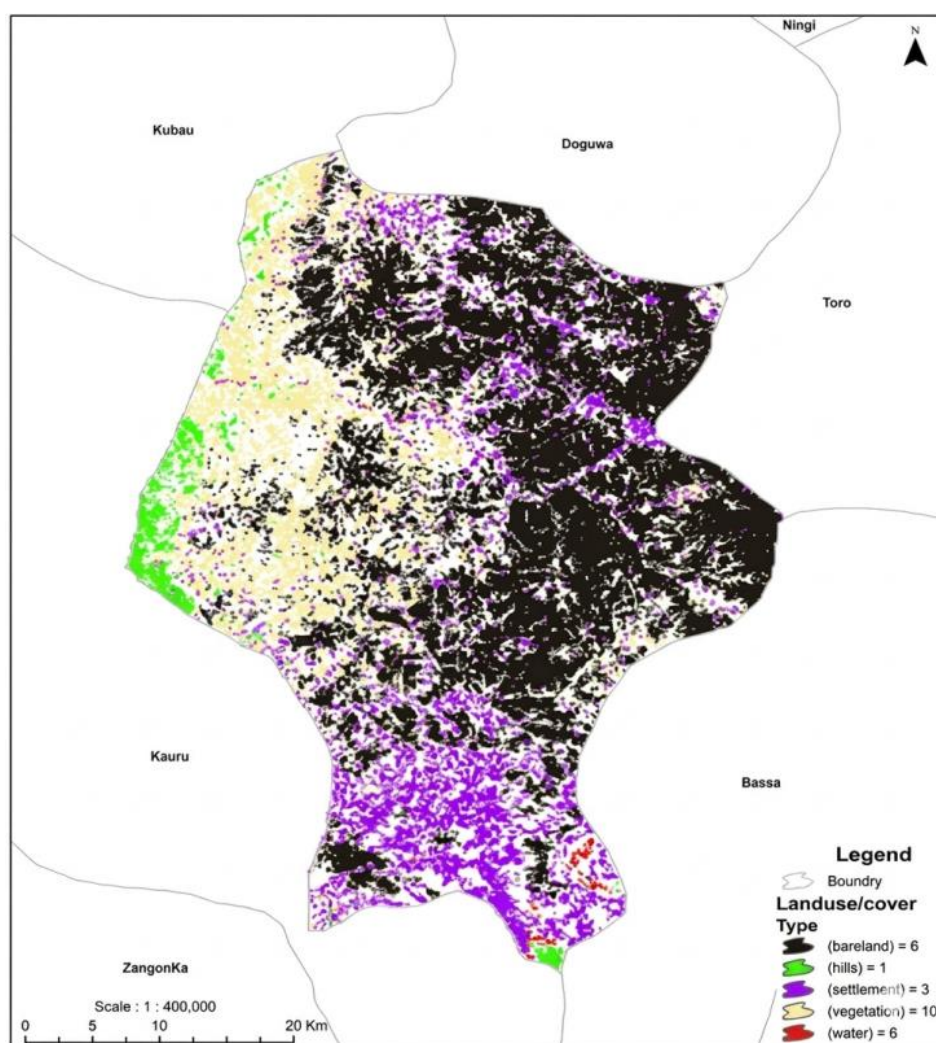 Ningi
N
Kubau
Doguwa
Toro
Kauru
Bassa
Legend
Boundry
Landuse/cover
Type
(bareland) = 6
(hills) = 1
(settlement) = 3
(vegetation) = 10
(water) = 6
ZangonKa
Scale : 1 : 400,000
0 5 10 20 Km